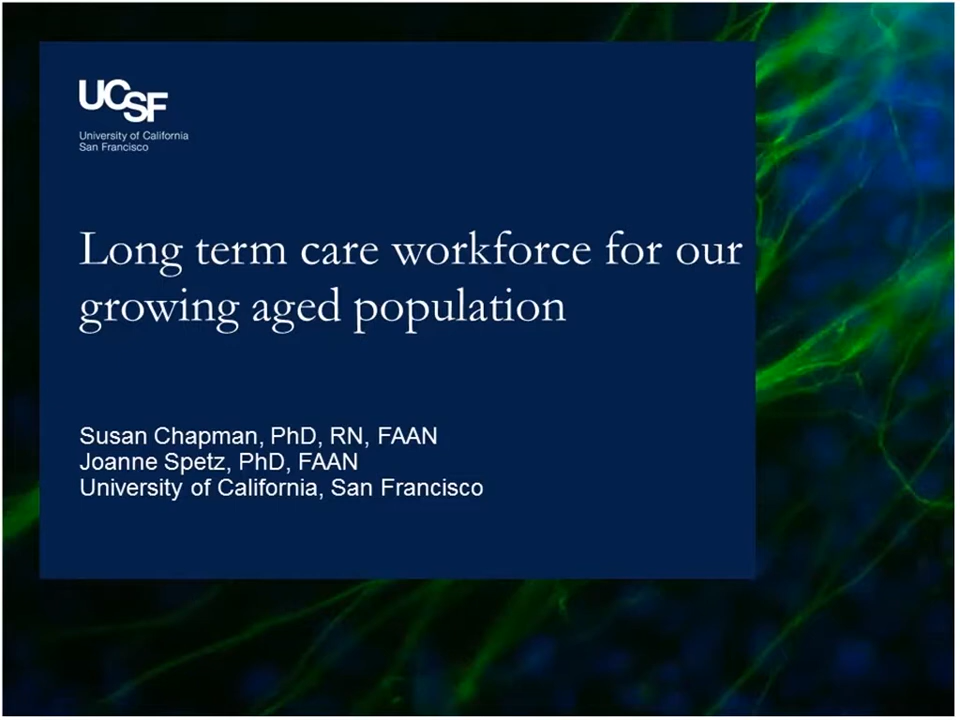 UCSF
University of California
San Francisco
Long term care workforce for our
growing aged population
Susan Chapman, PhD, RN, FAAN
Joanne Spetz, PhD, FAAN
University of California, San Francisco